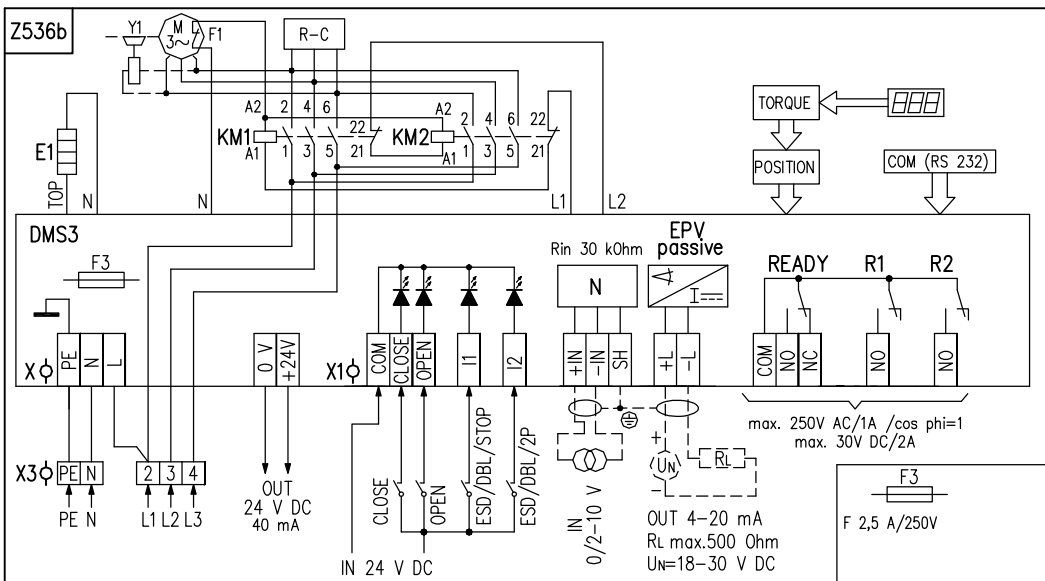 Z536b
Y1
M
3~
F1
R-C
A2 2 4 6
22
A2
2 4 6
22
KM1
KM2
A1
1 3 5
21
A1
1 3 5
21
E1
TOP
N
N
L1
L2
TORQUE
POSITION
COM (RS 232)
DMS3
F3
Rin 30 kOhm
N
EPV
passive
I
READY R1 R2
X
PE N L
0 V
+24V
X1
COM CLOSE OPEN
I1
I2
+IN -IN SH
+L -L
COM NO NC
NO
NO
max. 250V AC/1A /cos phi=1
max. 30V DC/2A
X3
PE N
2 3 4
PE N
L1 L2 L3
OUT
24 V DC
40 mA
CLOSE
OPEN
ESD/DBL/STOP
ESD/DBL/2P
IN 24 V DC
IN
0/2-10 V
+
UN
-
RL
OUT 4-20 mA
RL max.500 Ohm
UN=18-30 V DC
F3
F 2,5 A/250V